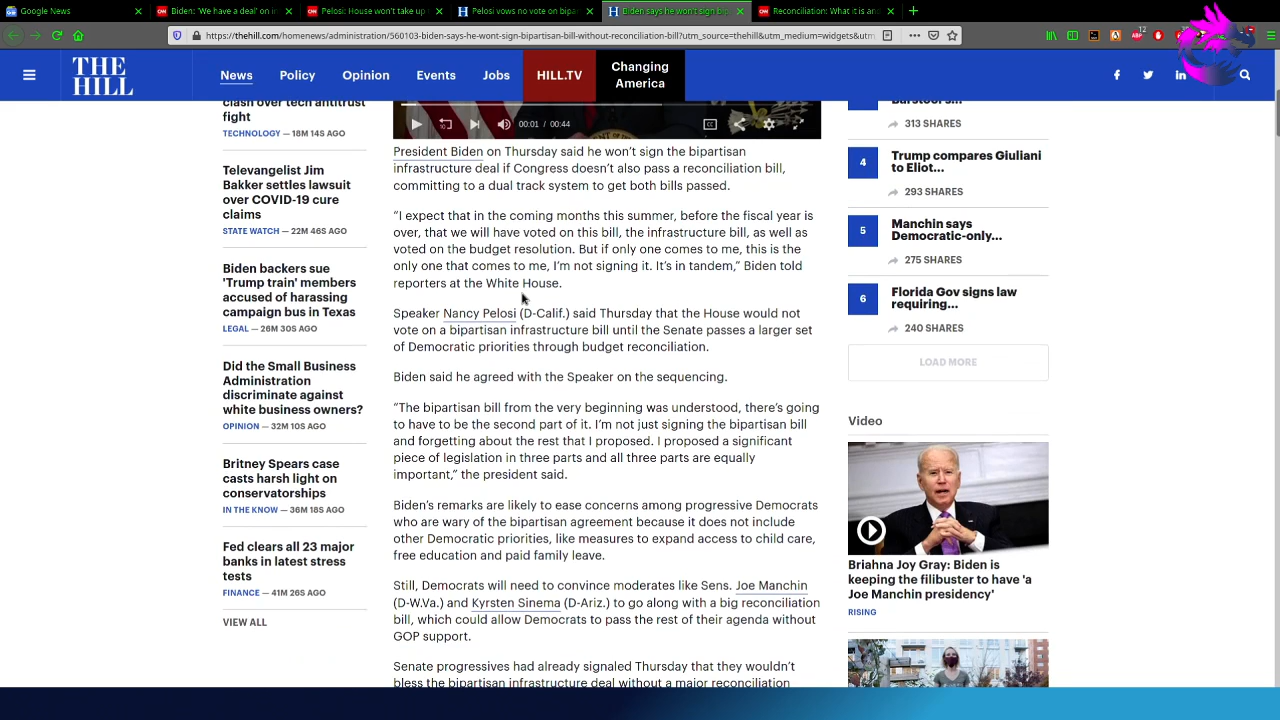 Google News
Biden: 'We have a deal' on in
Pelosi: House won't take up
Pelosi vows no vote on bipar
Biden says he won't sign bip
Reconciliation: What it is an
https://thehill.com/homenews/administration/560103-biden-says-he-wont-sign-bipartisan-bill-without-reconciliation-bill?utm_source=thehill&utm_medium=widgets&utm
12
THE
HILL
News
Policy
Opinion
Events
Jobs
HILL.TV
Changing
America
clash over tech antitrust
fight
TECHNOLOGY — 18M 14S AGO
Televangelist Jim
Bakker settles lawsuit
over COVID-19 cure
claims
STATE WATCH — 22M 46S AGO
Biden backers sue
'Trump train' members
accused of harassing
campaign bus in Texas
LEGAL — 26M 30S AGO
Did the Small Business
Administration
discriminate against
white business owners?
OPINION — 32M 10S AGO
Britney Spears case
casts harsh light on
conservatorships
IN THE KNOW — 36M 18S AGO
Fed clears all 23 major
banks in latest stress
tests
FINANCE — 41M 26S AGO
VIEW ALL
00:01 / 00:44
President Biden on Thursday said he won’t sign the bipartisan
infrastructure deal if Congress doesn’t also pass a reconciliation bill,
committing to a dual track system to get both bills passed.
“I expect that in the coming months this summer, before the fiscal year is
over, that we will have voted on this bill, the infrastructure bill, as well as
voted on the budget resolution. But if only one comes to me, this is the
only one that comes to me, I’m not signing it. It’s in tandem,” Biden told
reporters at the White House.
Speaker Nancy Pelosi (D-Calif.) said Thursday that the House would not
vote on a bipartisan infrastructure bill until the Senate passes a larger set
of Democratic priorities through budget reconciliation.
Biden said he agreed with the Speaker on the sequencing.
“The bipartisan bill from the very beginning was understood, there’s going
to have to be the second part of it. I’m not just signing the bipartisan bill
and forgetting about the rest that I proposed. I proposed a significant
piece of legislation in three parts and all three parts are equally
important,” the president said.
Biden’s remarks are likely to ease concerns among progressive Democrats
who are wary of the bipartisan agreement because it does not include
other Democratic priorities, like measures to expand access to child care,
free education and paid family leave.
Still, Democrats will need to convince moderates like Sens. Joe Manchin
(D-W.Va.) and Kyrsten Sinema (D-Ariz.) to go along with a big reconciliation
bill, which could allow Democrats to pass the rest of their agenda without
GOP support.
Senate progressives had already signaled Thursday that they wouldn’t
bless the bipartisan infrastructure deal without a major reconciliation
313 SHARES
4
Trump compares Giuliani
to Eliot...
293 SHARES
5
Manchin says
Democratic-only...
275 SHARES
6
Florida Gov signs law
requiring...
240 SHARES
LOAD MORE
Video
Briahna Joy Gray: Biden is
keeping the filibuster to have 'a
Joe Manchin presidency'
RISING